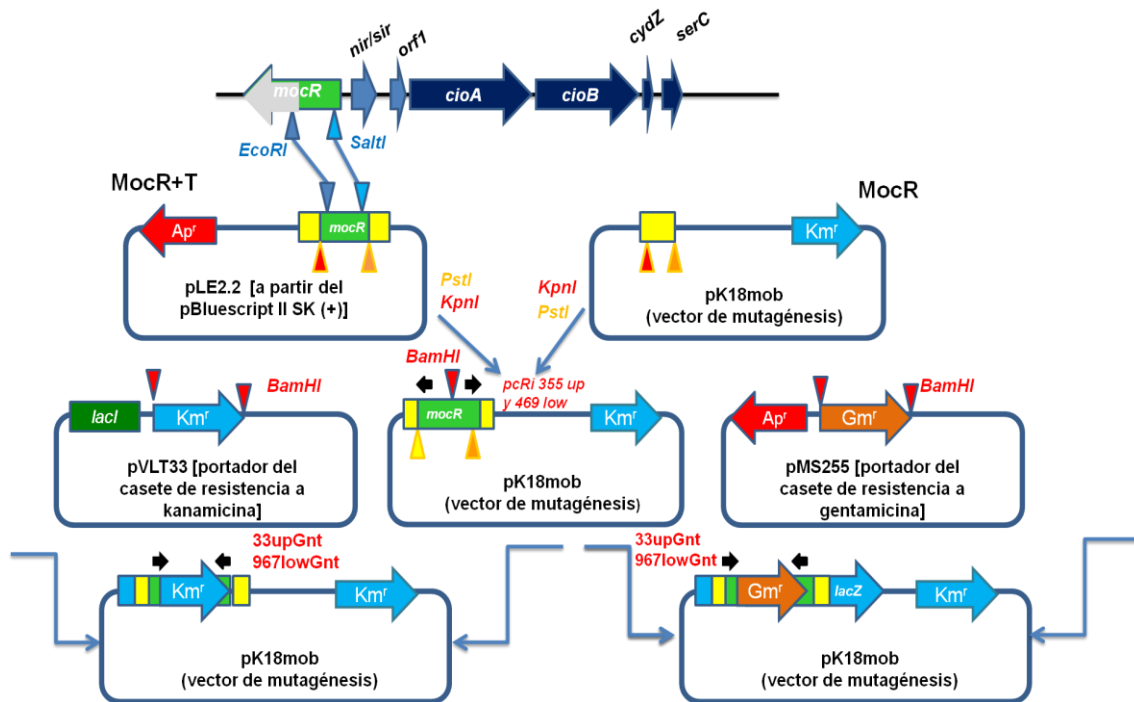 nir/sir
orf1
cydZ
serC
mocR
cioA
cioB
EcoRI
SaltI
MocR+T
MocR
Apʳ
mocR
Kmʳ
pLE2.2 [a partir del
pBluescript II SK (+)]
PstI
KpnI
KpnI
PstI
pK18mob
(vector de mutagénesis)
BamHI
pcRi 355 up
y 469 low
BamHI
BamHI
lacI
Kmʳ
mocR
Kmʳ
Apʳ
Gmʳ
pVLT33 [portador del
casete de resistencia a
kanamicina]
pK18mob
(vector de mutagénesis)
pMS255 [portador del
casete de resistencia a
gentamicina]
33upGnt
967lowGnt
33upGnt
967lowGnt
Kmʳ
Kmʳ
Gmʳ
lacZ
Kmʳ
pK18mob
(vector de mutagénesis)
pK18mob
(vector de mutagénesis)